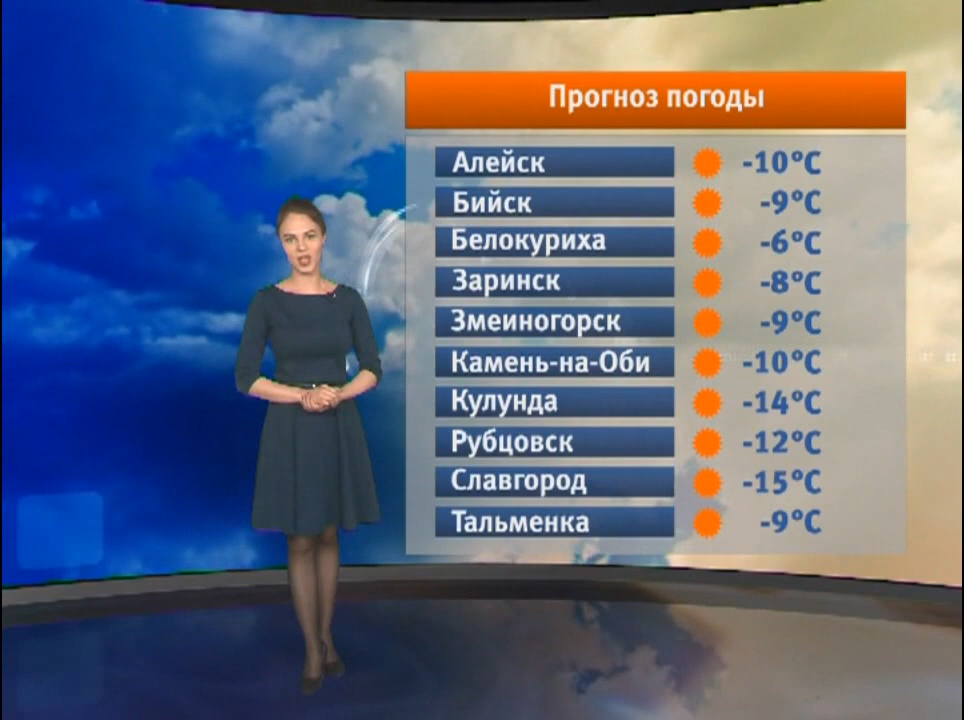 Прогноз погоды
Алейск -10°C
Бийск -9°C
Белокуриха -6°C
Заринск -8°C
Змеиногорск -9°C
Камень-на-Оби -10°C
Кулунда -14°C
Рубцовск -12°C
Славгород -15°C
Тальменка -9°C